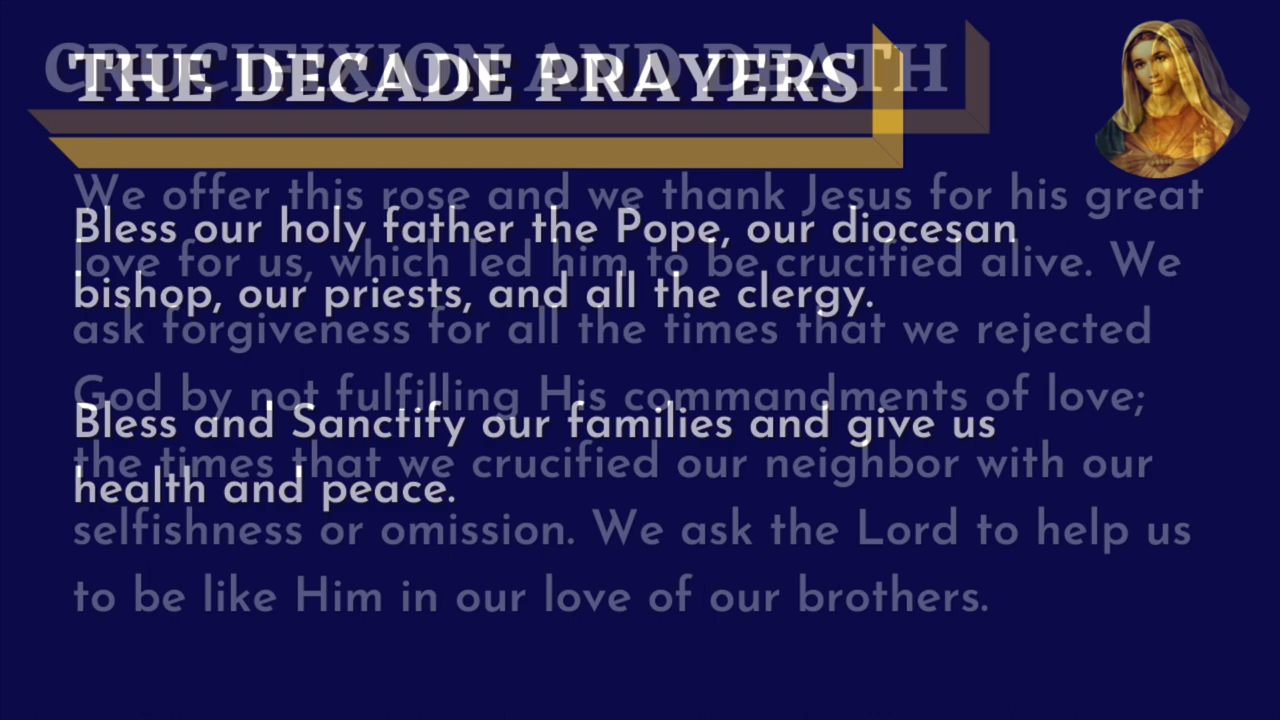 CRUCIFIXION AND DEATH
THE DECADE PRAYERS
We offer this rose and we thank Jesus for his great
love for us, which led him to be crucified alive. We
ask forgiveness for all the times that we rejected
God by not fulfilling His commandments of love;
the times that we crucified our neighbor with our
selfishness or omission. We ask the Lord to help us
to be like Him in our love of our brothers.
Bless our holy father the Pope, our diocesan
bishop, our priests, and all the clergy.
Bless and Sanctify our families and give us
health and peace.